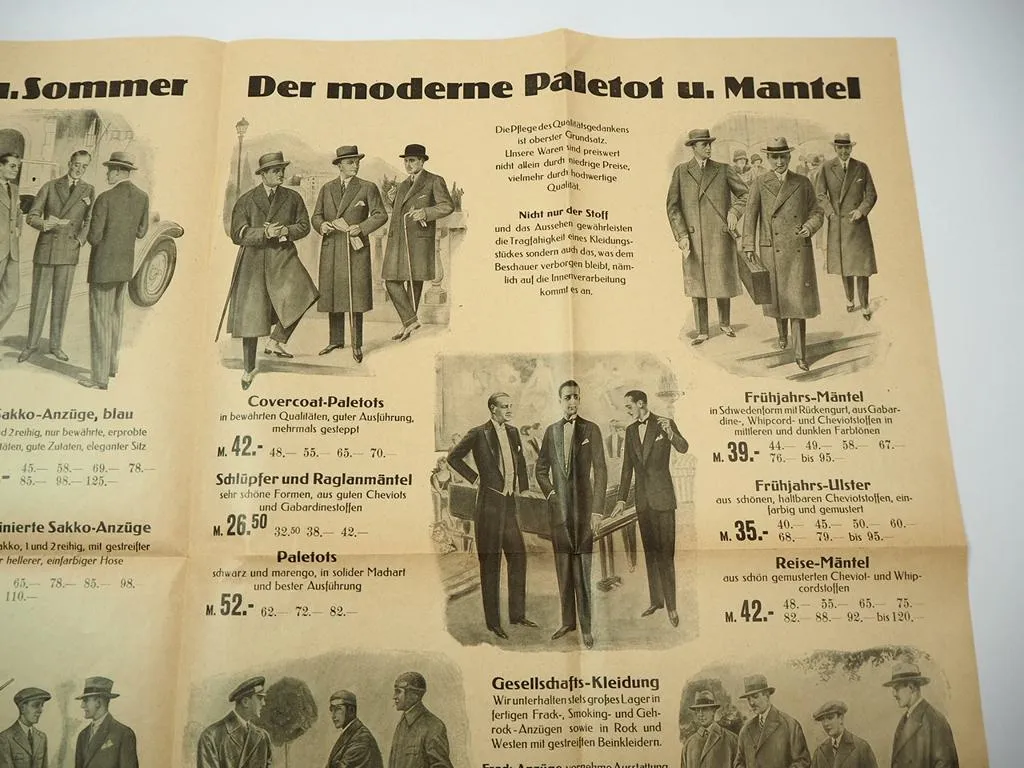 u. Sommer
Der moderne Paletot u. Mantel
Die Pflege des Qualitätsgedankens
ist oberster Grundsatz.
Unsere Waren sind preiswert
nicht allein durch niedrige Preise,
vielmehr durch hochwertige
Qualität.
Nicht nur der Stoff
und das Aussehen gewährleisten
die Tragfähigkeit eines Kleidungs-
stückes sondern auch das, was dem
Beschauer verborgen bleibt, näm-
lich auf die Innenverarbeitung
kommt es an.
Sakko-Anzüge, blau
und 2reihig, nur bewährte, erprobte
täten, gute Zutaten, eleganter Sitz
45.— 58.— 69.— 78.—
85.— 98.— 125.—
inierte Sakko-Anzüge
akko, 1 und 2reihig, mit gestreifter
r hellerer, einfarbiger Hose
65.— 78.— 85.— 98.—
110.—
Covercoat-Paletots
in bewährten Qualitäten, guter Ausführung,
mehrmals gesteppt
M. 42.- 48.— 55.— 65.— 70.—
Schlüpfer und Raglanmäntel
sehr schöne Formen, aus guten Cheviots
und Gabardinestoffen
M. 26.50 32.50 38.— 42.—
Paletots
schwarz und marengo, in solider Machart
und bester Ausführung
M. 52.- 62.— 72.— 82.—
Frühjahrs-Mäntel
in Schwedenform mit Rückengurt, aus Gabar-
dine-, Whipcord- und Cheviotstoffen in
mittleren und dunklen Farbtönen
M. 39.- 44.— 49.— 58.— 67.—
76.— bis 95.—
Frühjahrs-Ulster
aus schönen, haltbaren Cheviotstoffen, ein-
farbig und gemustert
M. 35.- 40.— 45.— 50.— 60.—
68.— 79.— bis 95.—
Reise-Mäntel
aus schön gemusterten Cheviot- und Whip-
cordstoffen
M. 42.- 48.— 55.— 65.— 75.—
82.— 88.— 92.— bis 120.—
Gesellschafts-Kleidung
Wir unterhalten stets großes Lager in
fertigen Frack-, Smoking- und Geh-
rock-Anzügen sowie in Rock und
Westen mit gestreiften Beinkleidern.
Frack-Anzüge vornehme Ausstattung